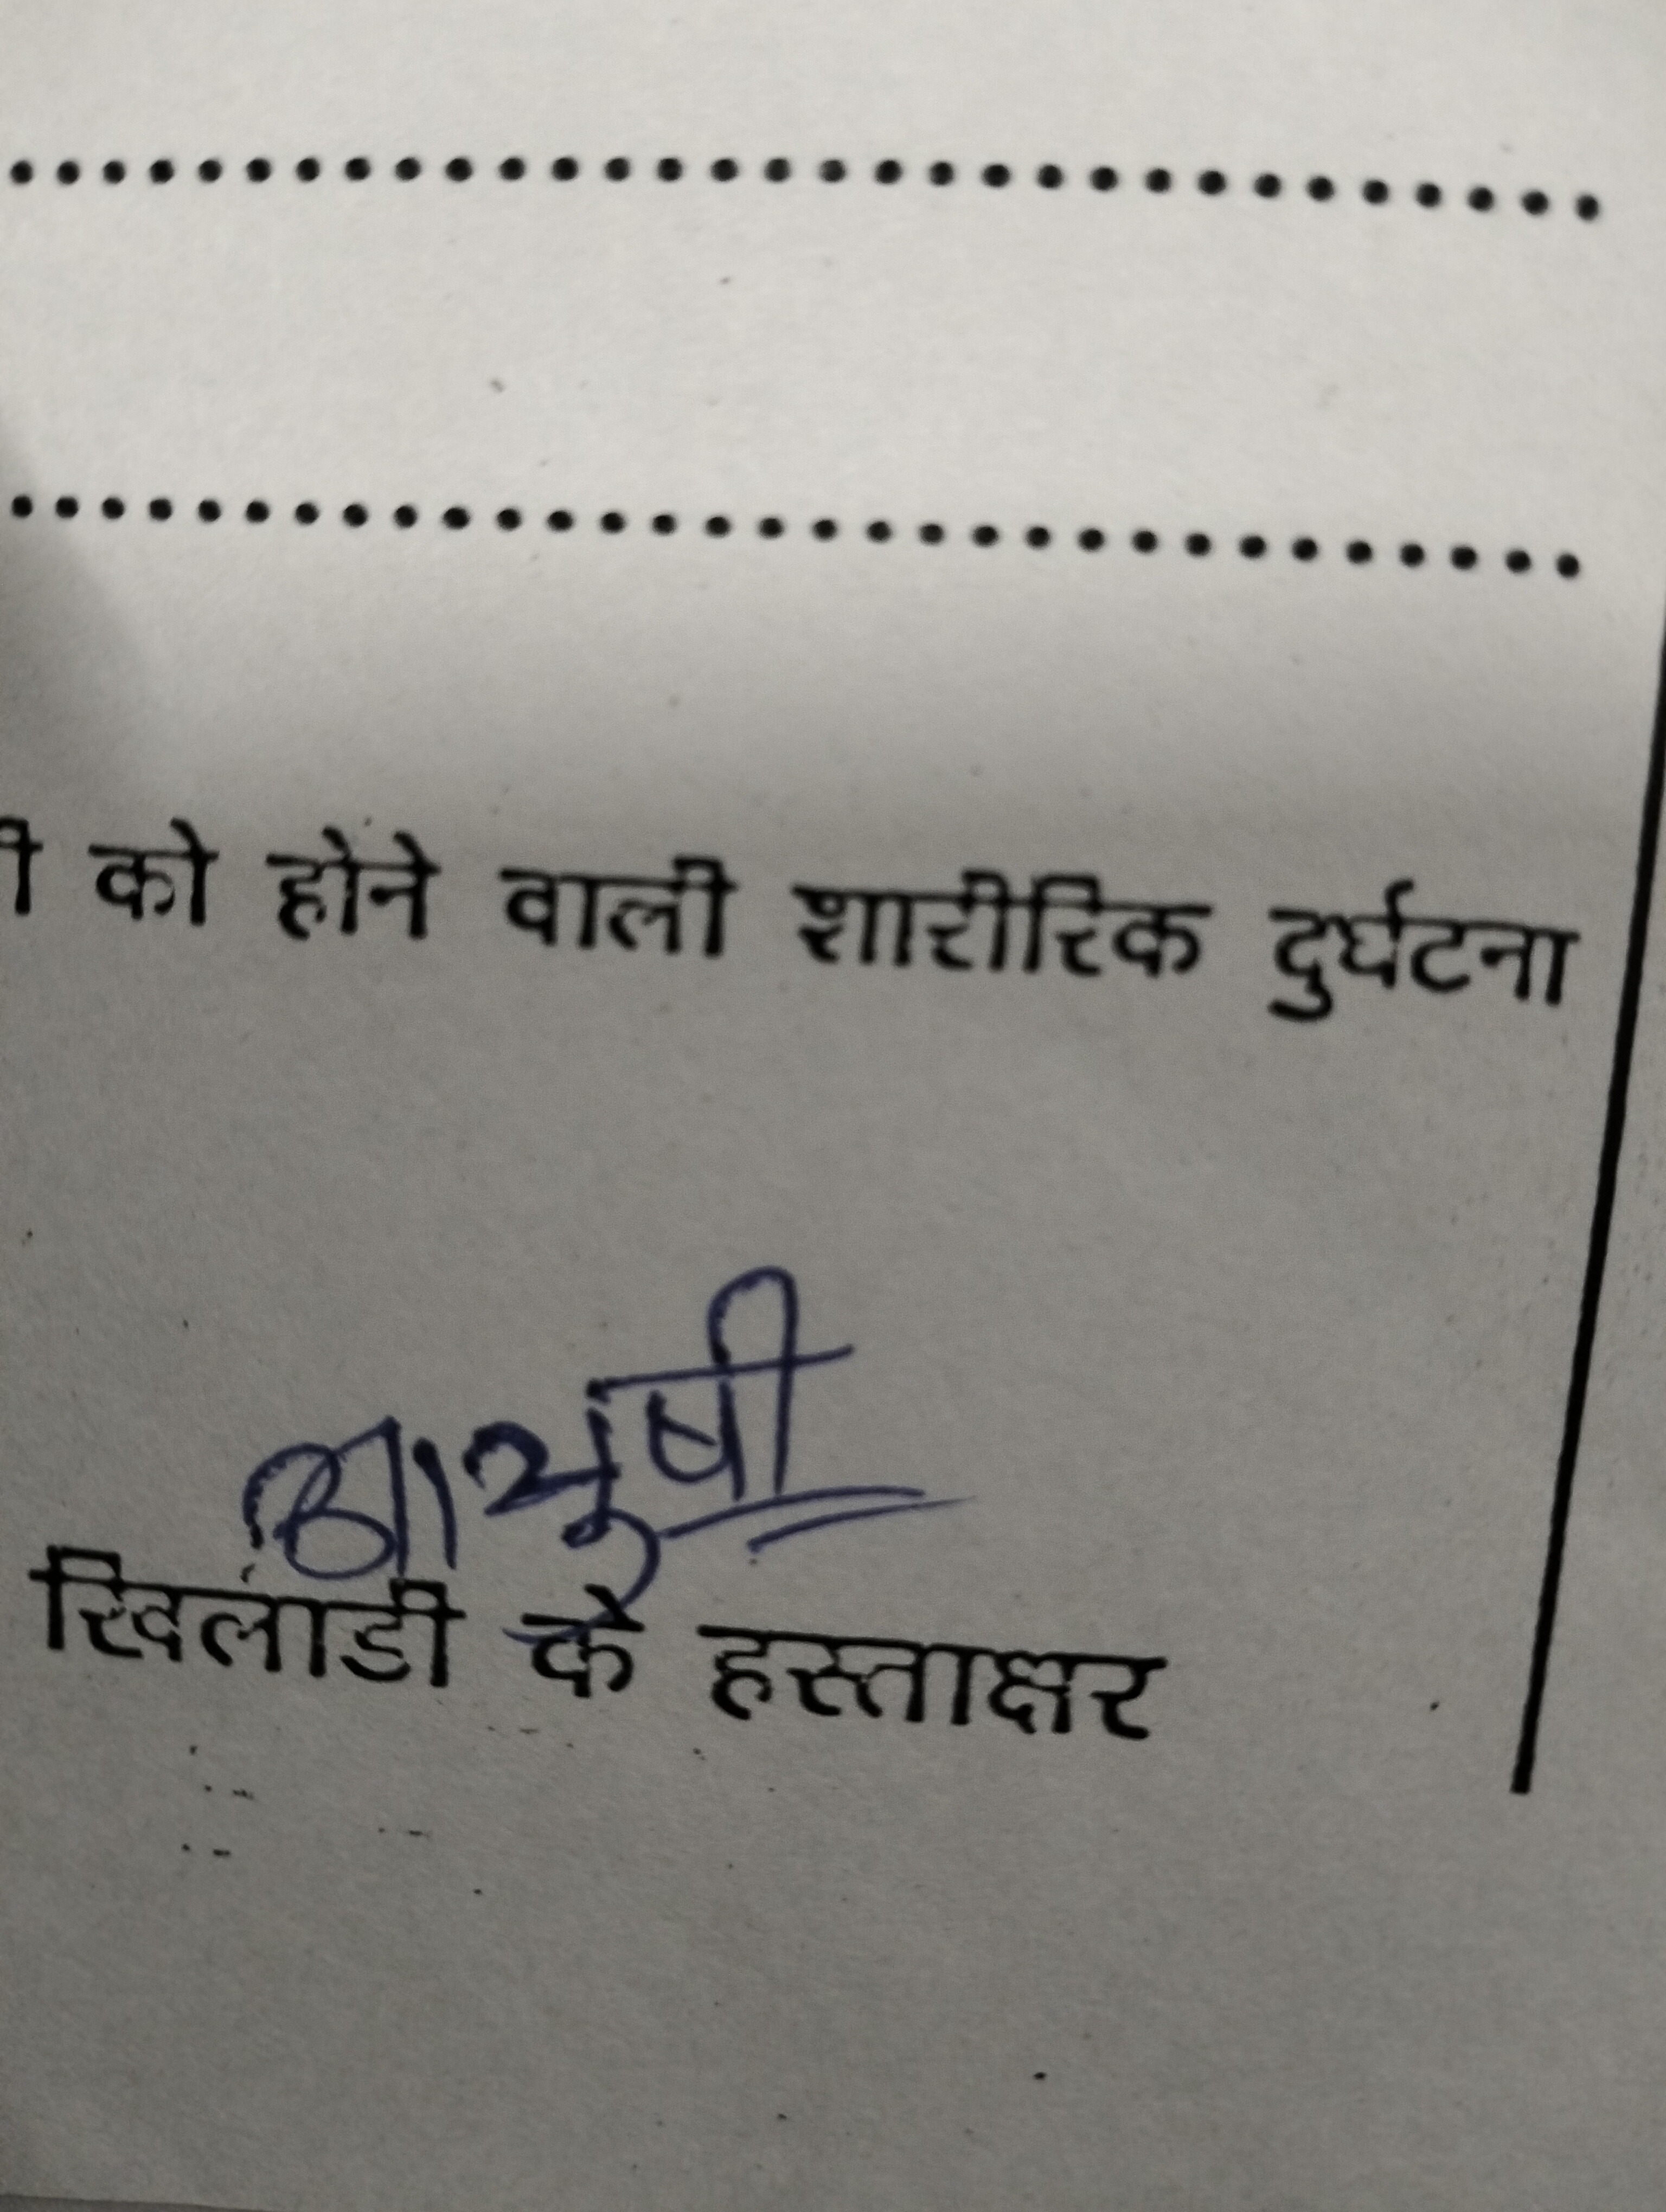 ी को होने वाली शारीरिक दुर्घटना
आयुषी
खिलाडी के हस्ताक्षर